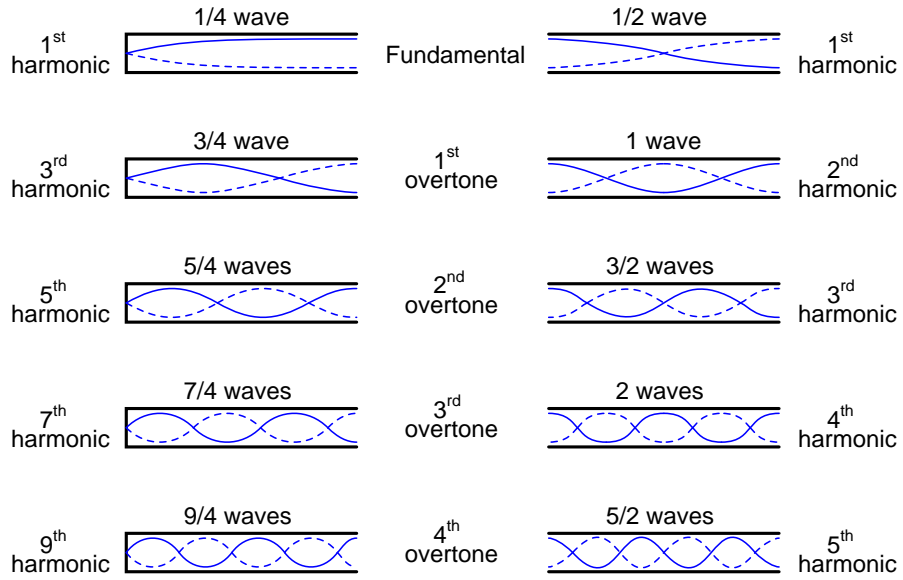 1/4 wave
1/2 wave
1st
harmonic
Fundamental
1st
harmonic
3/4 wave
1 wave
3rd
harmonic
1st
overtone
2nd
harmonic
5/4 waves
3/2 waves
5th
harmonic
2nd
overtone
3rd
harmonic
7/4 waves
2 waves
7th
harmonic
3rd
overtone
4th
harmonic
9/4 waves
5/2 waves
9th
harmonic
4th
overtone
5th
harmonic